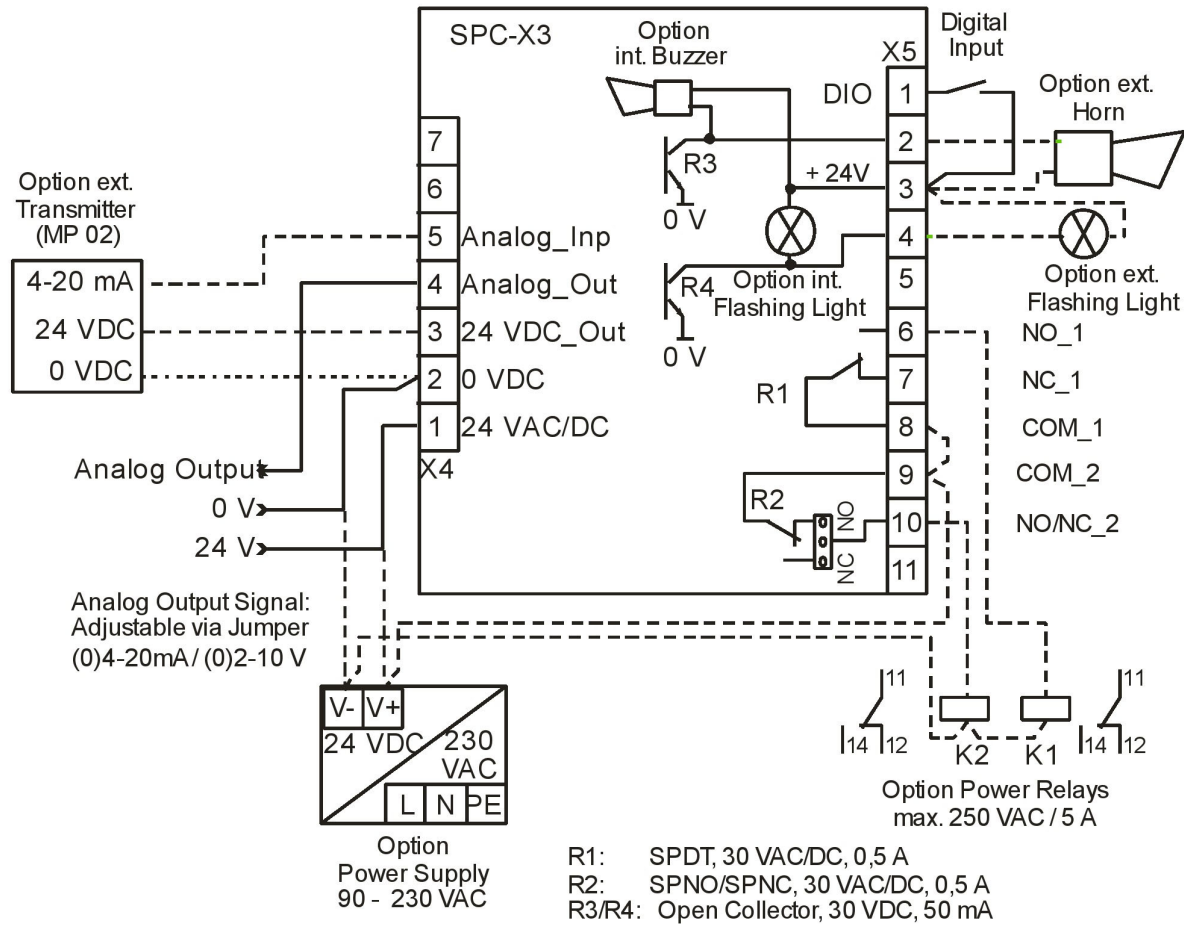 SPC-X3
Option
int. Buzzer
Digital
Input
X5
DIO
1
2
3
4
5
6
7
8
9
10
11
Option ext.
Horn
R3
0 V
+ 24V
R4
0 V
Option int.
Flashing Light
Option ext.
Flashing Light
NO_1
NC_1
COM_1
COM_2
NO/NC_2
R1
R2
NO
NC
7
6
5 Analog_Inp
4 Analog_Out
3 24 VDC_Out
2 0 VDC
1 24 VAC/DC
X4
Option ext.
Transmitter
(MP 02)
4-20 mA
24 VDC
0 VDC
Analog Output
0 V
24 V
Analog Output Signal:
Adjustable via Jumper
(0)4-20mA / (0)2-10 V
V- V+
24 VDC
230
VAC
L N PE
Option
Power Supply
90 - 230 VAC
11
14 12
K2
K1
11
14 12
Option Power Relays
max. 250 VAC / 5 A
R1: SPDT, 30 VAC/DC, 0,5 A
R2: SPNO/SPNC, 30 VAC/DC, 0,5 A
R3/R4: Open Collector, 30 VDC, 50 mA